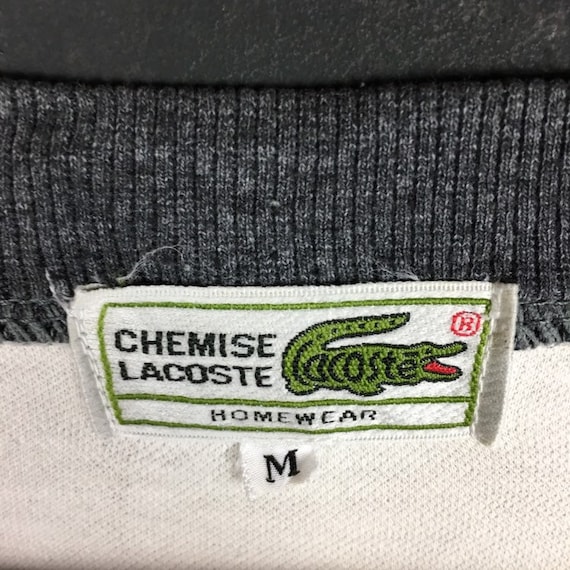 CHEMISE
LACOSTE
Lacoste
®
HOMEWEAR
M